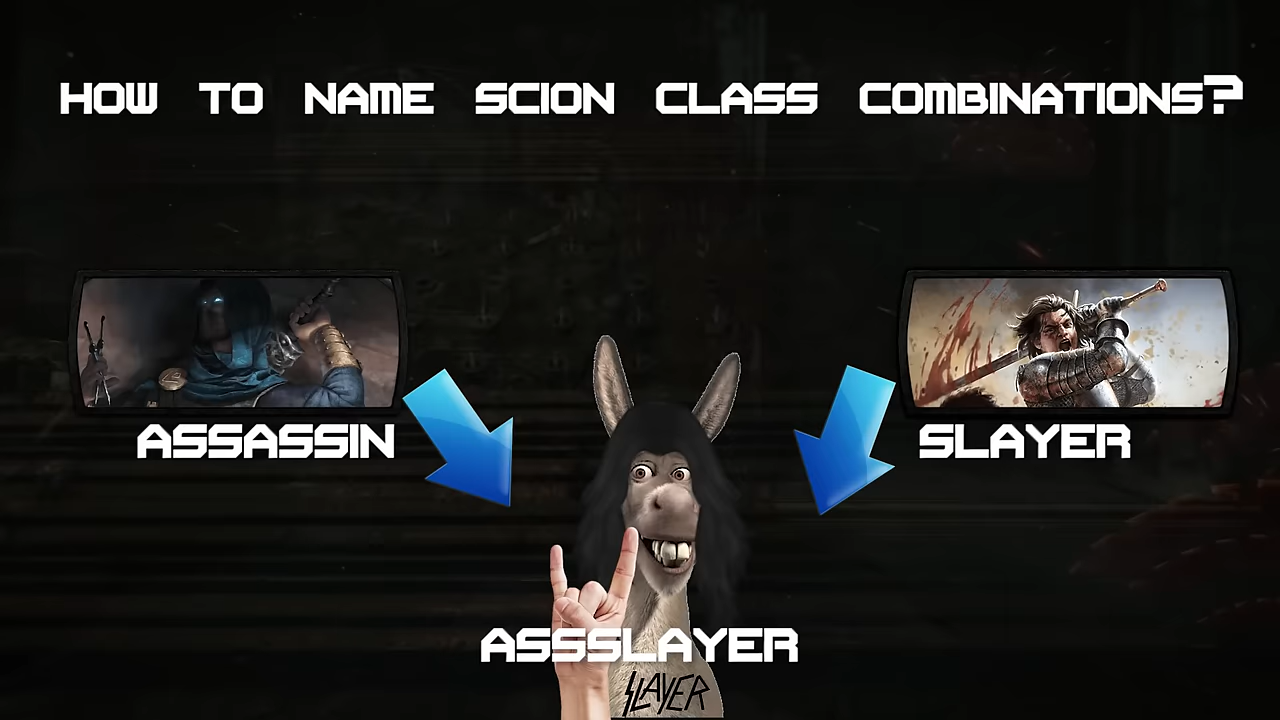 HOW TO NAME SCION CLASS COMBINATIONS?
ASSASSIN
SLAYER
ASSSLAYER
SLAYER